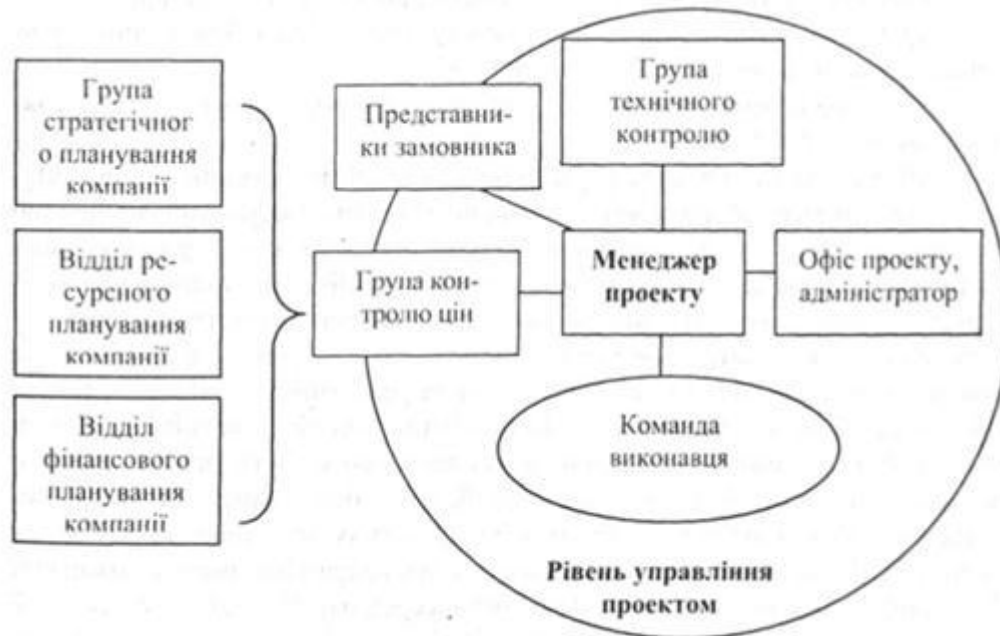 Група
стратегічног
о планування
компанії
Відділ ре-
сурсного
планування
компанії
Відділ
фінансового
планування
компанії
Представни-
ки замовника
Група
технічного
контролю
Група кон-
тролю цін
Менеджер
проекту
Офіс проекту,
адміністратор
Команда
виконавця
Рівень управління
проектом